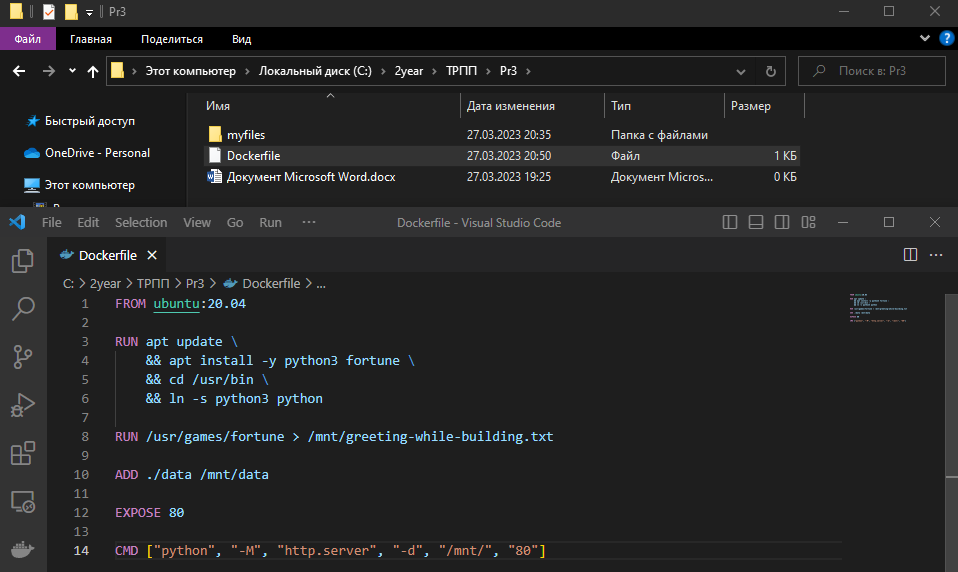 Pr3
Файл Главная Поделиться Вид
Этот компьютер Локальный диск (C:) 2year ТРПП Pr3
Поиск в: Pr3
Имя Дата изменения Тип Размер
Быстрый доступ
OneDrive - Personal
Этот компьютер
myfiles 27.03.2023 20:35 Папка с файлами
Dockerfile 27.03.2023 20:50 Файл 1 КБ
Документ Microsoft Word.docx 27.03.2023 19:25 Документ Micros... 0 КБ
File Edit Selection View Go Run ··· Dockerfile - Visual Studio Code
Dockerfile
C: > 2year > ТРПП > Pr3 > Dockerfile > ...
1 FROM ubuntu:20.04
2
3 RUN apt update \
4 && apt install -y python3 fortune \
5 && cd /usr/bin \
6 && ln -s python3 python
7
8 RUN /usr/games/fortune > /mnt/greeting-while-building.txt
9
10 ADD ./data /mnt/data
11
12 EXPOSE 80
13
14 CMD ["python", "-M", "http.server", "-d", "/mnt/", "80"]